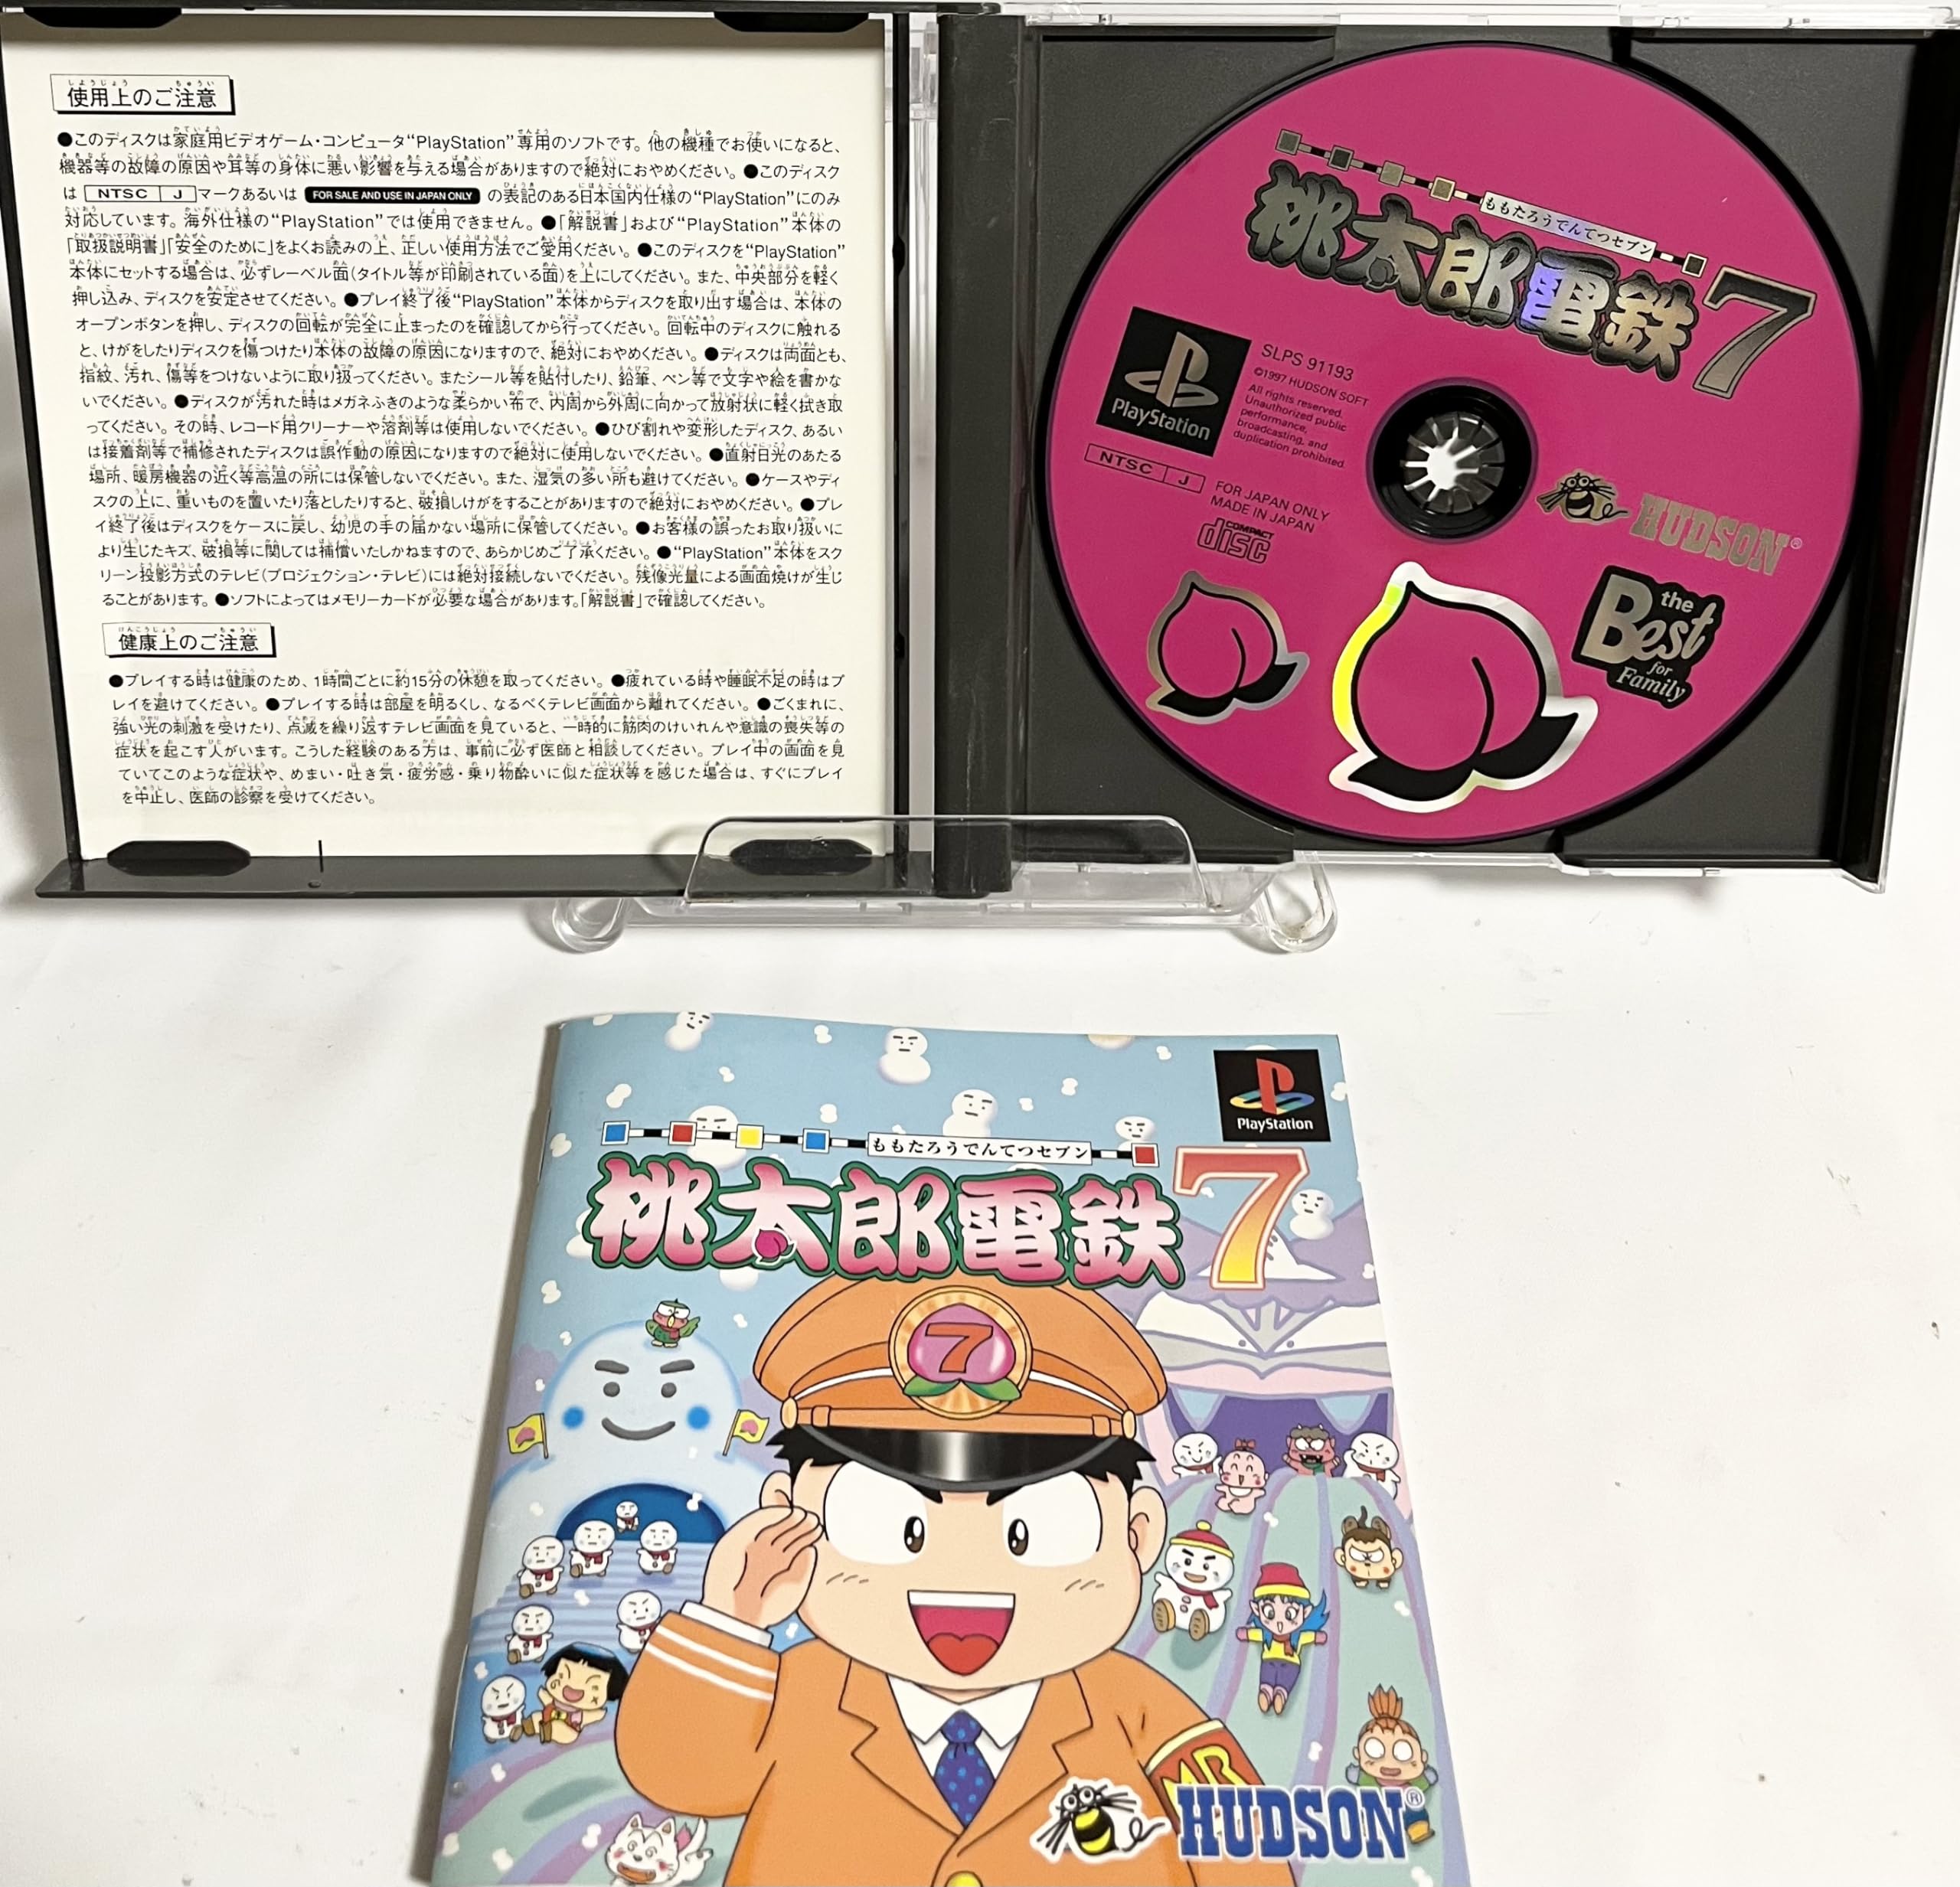 使用上のご注意
●このディスクは家庭用ビデオゲーム・コンピュータ“PlayStation”専用のソフトです。他の機種でお使いになると、
機器等の故障の原因や耳等の身体に悪い影響を与える場合がありますので絶対におやめください。●このディスク
は NTSC J マークあるいは FOR SALE AND USE IN JAPAN ONLY の表記のある日本国内仕様の“PlayStation”にのみ
対応しています。海外仕様の“PlayStation”では使用できません。●「解説書」および“PlayStation”本体の
「取扱説明書」「安全のために」をよくお読みの上、正しい使用方法でご愛用ください。●このディスクを“PlayStation”
本体にセットする場合は、必ずレーベル面(タイトル等が印刷されている面)を上にしてください。また、中央部分を軽く
押し込み、ディスクを安定させてください。●プレイ終了後“PlayStation”本体からディスクを取り出す場合は、本体の
オープンボタンを押し、ディスクの回転が完全に止まったのを確認してから行ってください。回転中のディスクに触れる
と、けがをしたりディスクを傷つけたり本体の故障の原因になりますので、絶対におやめください。●ディスクは両面とも、
指紋、汚れ、傷等をつけないように取り扱ってください。またシール等を貼付したり、鉛筆、ペン等で文字や絵を書かな
いでください。●ディスクが汚れた時はメガネふきのような柔らかい布で、内周から外周に向かって放射状に軽く拭き取
ってください。その時、レコード用クリーナーや溶剤等は使用しないでください。●ひび割れや変形したディスク、あるい
は接着剤等で補修されたディスクは誤作動の原因になりますので絶対に使用しないでください。●直射日光のあたる
場所、暖房機器の近く等高温の所には保管しないでください。また、湿気の多い所も避けてください。●ケースやディ
スクの上に、重いものを置いたり落としたりすると、破損しけがをすることがありますので絶対におやめください。●プレ
イ終了後はディスクをケースに戻し、幼児の手の届かない場所に保管してください。●お客様の誤ったお取り扱いに
より生じたキズ、破損等に関しては補償いたしかねますので、あらかじめご了承ください。●“PlayStation”本体をスク
リーン投影方式のテレビ(プロジェクション・テレビ)には絶対接続しないでください。残像光量による画面焼けが生じ
ることがあります。●ソフトによってはメモリーカードが必要な場合があります。「解説書」で確認してください。
健康上のご注意
●プレイする時は健康のため、1時間ごとに約15分の休憩を取ってください。●疲れている時や睡眠不足の時はプ
レイを避けてください。●プレイする時は部屋を明るくし、なるべくテレビ画面から離れてください。●ごくまれに、
強い光の刺激を受けたり、点滅を繰り返すテレビ画面を見ていると、一時的に筋肉のけいれんや意識の喪失等の
症状を起こす人がいます。こうした経験のある方は、事前に必ず医師と相談してください。プレイ中の画面を見
ていてこのような症状や、めまい・吐き気・疲労感・乗り物酔いに似た症状等を感じた場合は、すぐにプレイ
を中止し、医師の診察を受けてください。
ももたろうでんてつセブン
桃太郎電鉄7
PlayStation
SLPS 91193
©1997 HUDSON SOFT
All rights reserved.
Unauthorized public
performance,
broadcasting, and
duplication prohibited.
NTSC J
FOR JAPAN ONLY
MADE IN JAPAN
COMPACT
disc
HUDSON®
the
Best
for
Family
PlayStation
ももたろうでんてつセブン
桃太郎電鉄7
7
MR
HUDSON®